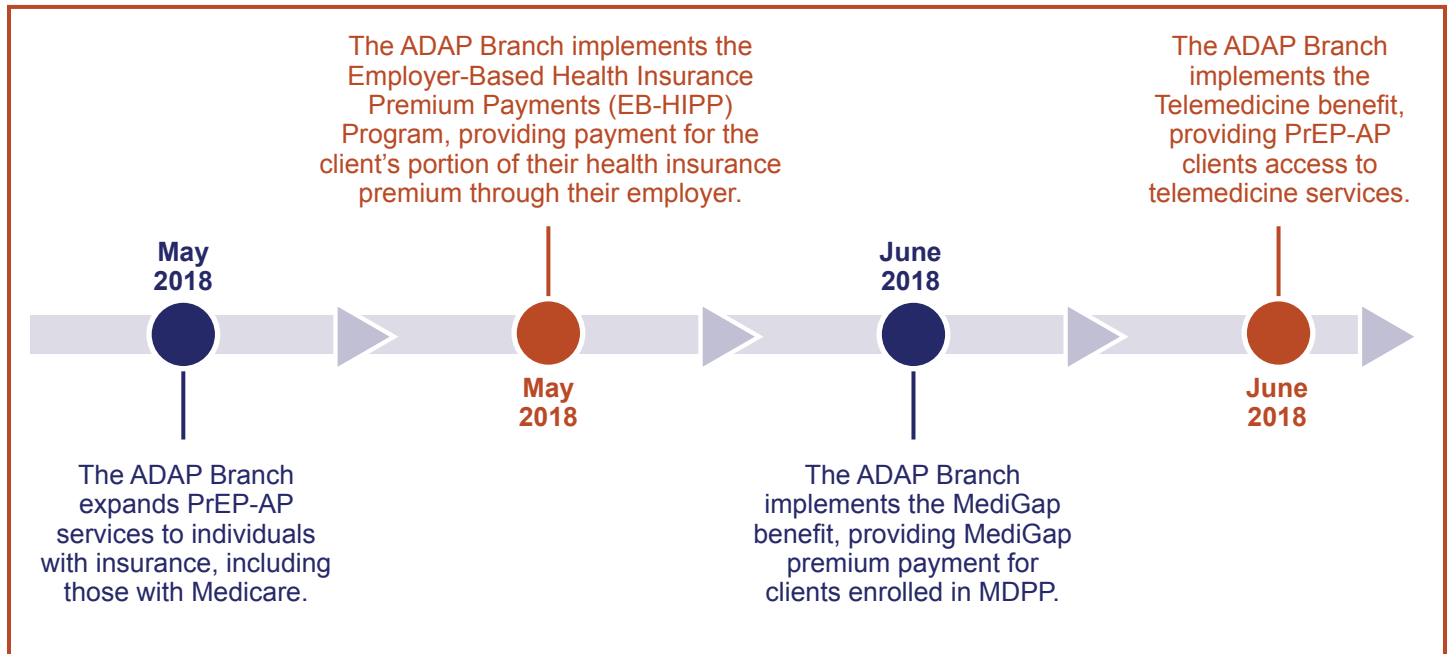 May
2018
The ADAP Branch
expands PrEP-AP
services to individuals
with insurance, including
those with Medicare.
The ADAP Branch implements the
Employer-Based Health Insurance
Premium Payments (EB-HIPP)
Program, providing payment for the
client’s portion of their health insurance
premium through their employer.
May
2018
June
2018
The ADAP Branch
implements the MediGap
benefit, providing MediGap
premium payment for
clients enrolled in MDPP.
The ADAP Branch
implements the
Telemedicine benefit,
providing PrEP-AP
clients access to
telemedicine services.
June
2018